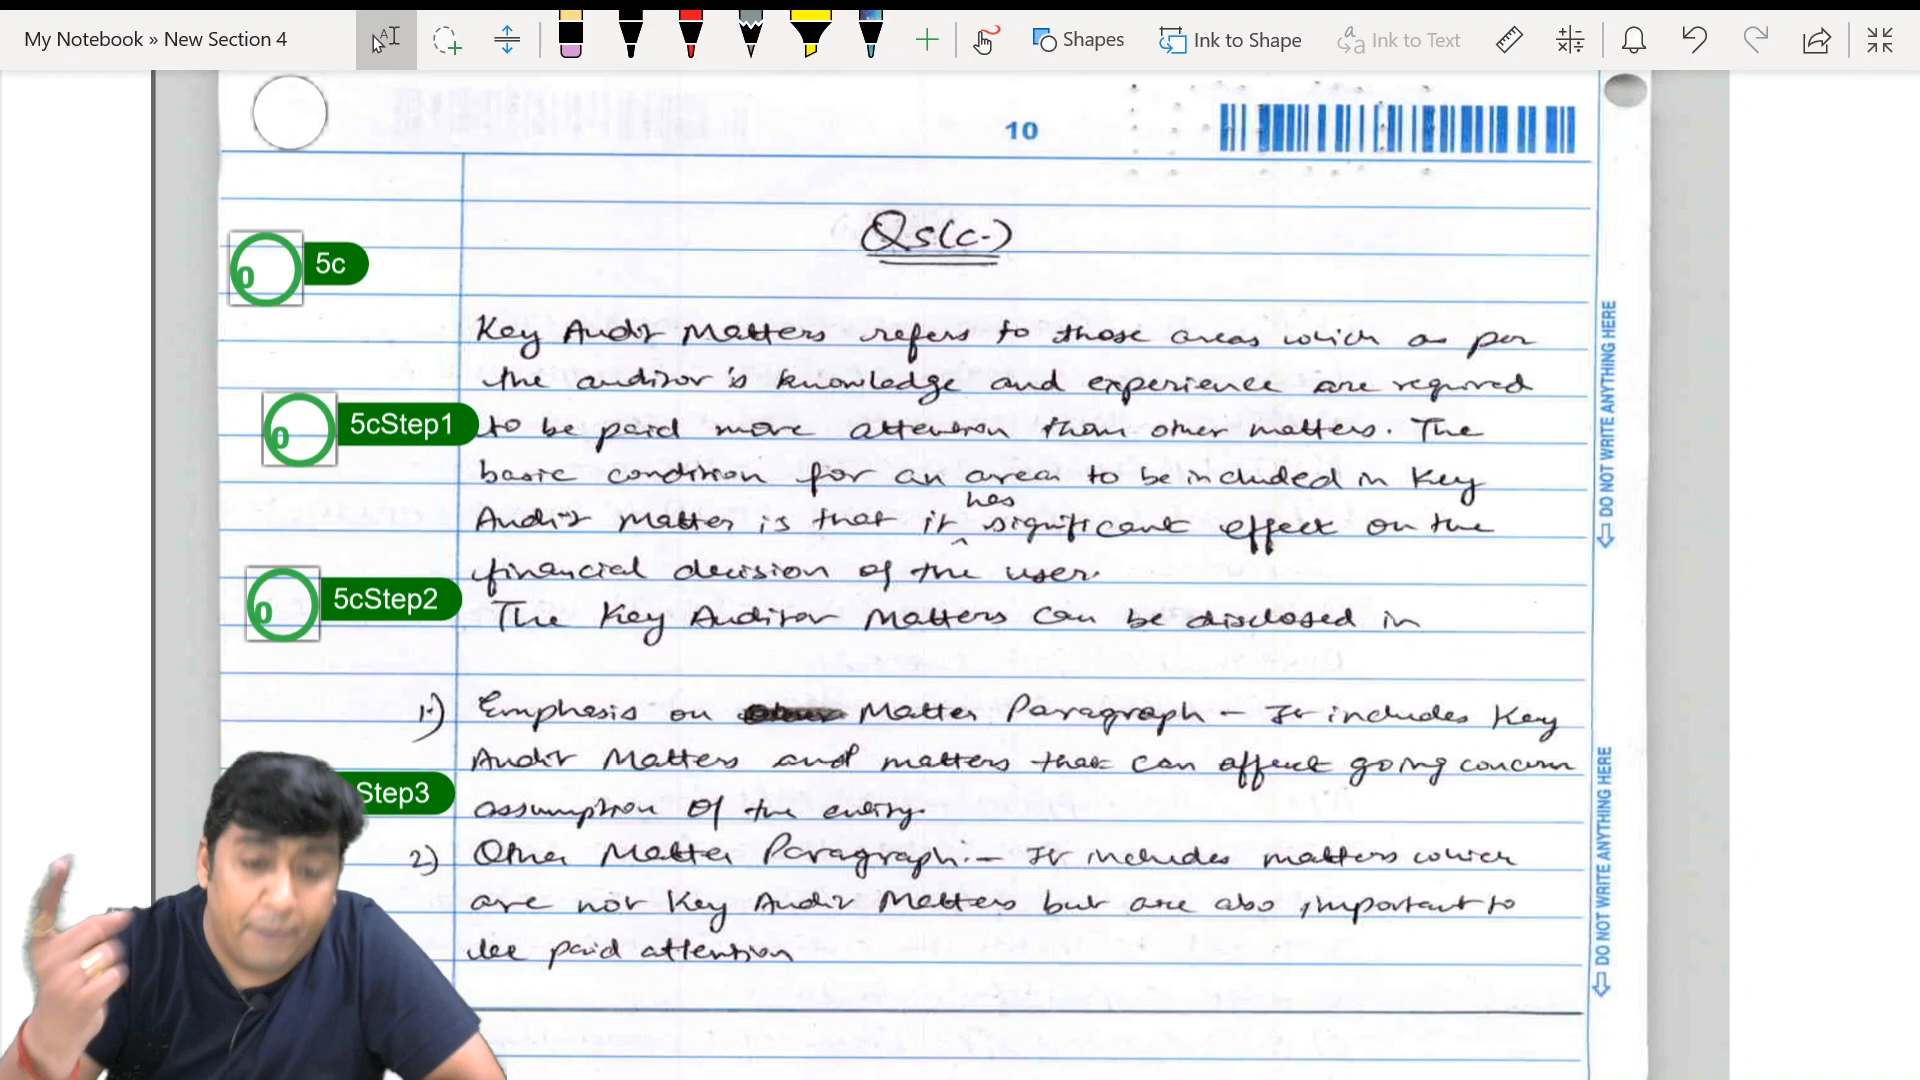 My Notebook » New Section 4
Shapes
Ink to Shape
Ink to Text
10
Q5(c.)
0 5c
Key Audit Matters refers to those areas which as per
the auditor's knowledge and experience are required
0 5cStep1
to be paid more attention than other matters. The
basic condition for an area to be included in Key
Audit Matter is that it has significant effect on the
financial decision of the user.
0 5cStep2
The Key Auditor Matters can be disclosed in
1.) Emphasis on Matter Paragraph - It includes Key
Audit Matters and matters that can affect going concern
Step3
assumption of the entity.
2) Other Matter Paragraph:- It includes matters which
are not Key Audit Matters but are also important to
be paid attention
DO NOT WRITE ANYTHING HERE
DO NOT WRITE ANYTHING HERE